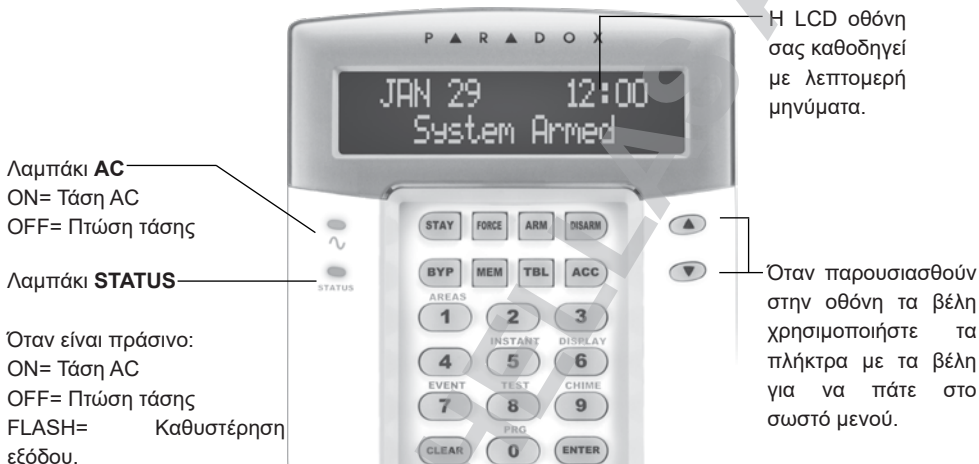 PARADOX
JAN 29 12:00
System Armed
Η LCD οθόνη
σας καθοδηγεί
με λεπτομερή
μηνύματα.
Λαμπάκι AC
ON= Τάση AC
OFF= Πτώση τάσης
Λαμπάκι STATUS
Όταν είναι πράσινο:
ON= Τάση AC
OFF= Πτώση τάσης
FLASH= Καθυστέρηση
εξόδου.
STATUS
STAY FORCE ARM DISARM
BYP MEM TBL ACC
AREAS
1 2 3
INSTANT DISPLAY
4 5 6
EVENT TEST CHIME
7 8 9
PRG
CLEAR 0 ENTER
Όταν παρουσιασθούν
στην οθόνη τα βέλη
χρησιμοποιήστε τα
πλήκτρα με τα βέλη
για να πάτε στο
σωστό μενού.